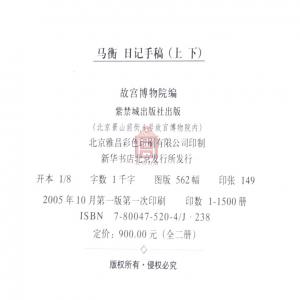 马衡 日记手稿（上 下）
故宫博物院编
紫禁城出版社出版
（北京景山前街4号故宫博物院内）
北京雅昌彩色印刷有限公司印制
新华书店北京发行所发行
开本 1/8 字数 1千字 图版 562幅 印张 149
2005年10月第一版第一次印刷 印数 1-1500册
ISBN 7-80047-520-4/J·238
定价：900.00元（全二册）
版权所有·侵权必究